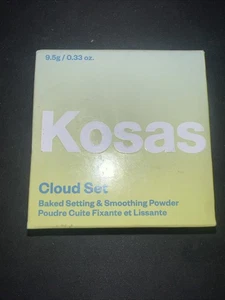 9.5g / 0.33 oz.
Kosas
Cloud Set
Baked Setting & Smoothing Powder
Poudre Cuite Fixante et Lissante